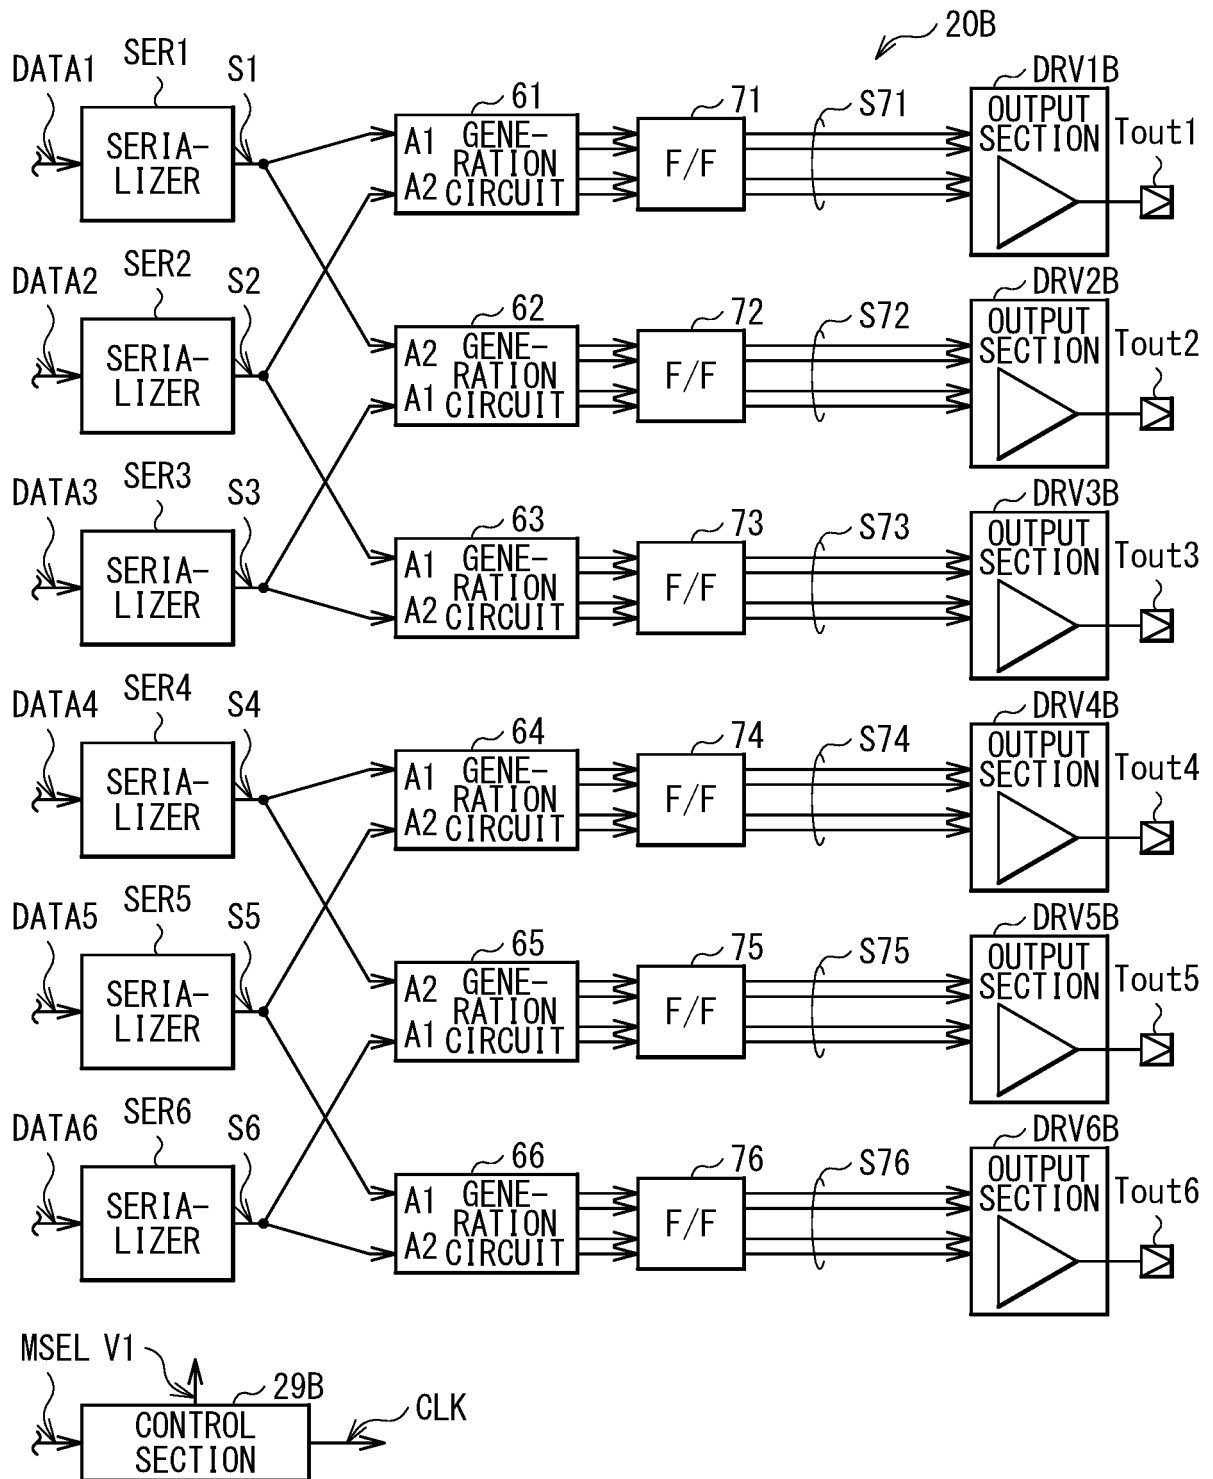 20B
DATA1
SER1
S1
SERIA-
LIZER
61
A1
A2
GENE-
RATION
CIRCUIT
71
F/F
S71
DRV1B
OUTPUT
SECTION
Tout1
DATA2
SER2
S2
SERIA-
LIZER
62
A2
A1
GENE-
RATION
CIRCUIT
72
F/F
S72
DRV2B
OUTPUT
SECTION
Tout2
DATA3
SER3
S3
SERIA-
LIZER
63
A1
A2
GENE-
RATION
CIRCUIT
73
F/F
S73
DRV3B
OUTPUT
SECTION
Tout3
DATA4
SER4
S4
SERIA-
LIZER
64
A1
A2
GENE-
RATION
CIRCUIT
74
F/F
S74
DRV4B
OUTPUT
SECTION
Tout4
DATA5
SER5
S5
SERIA-
LIZER
65
A2
A1
GENE-
RATION
CIRCUIT
75
F/F
S75
DRV5B
OUTPUT
SECTION
Tout5
DATA6
SER6
S6
SERIA-
LIZER
66
A1
A2
GENE-
RATION
CIRCUIT
76
F/F
S76
DRV6B
OUTPUT
SECTION
Tout6
MSEL V1
29B
CONTROL
SECTION
CLK